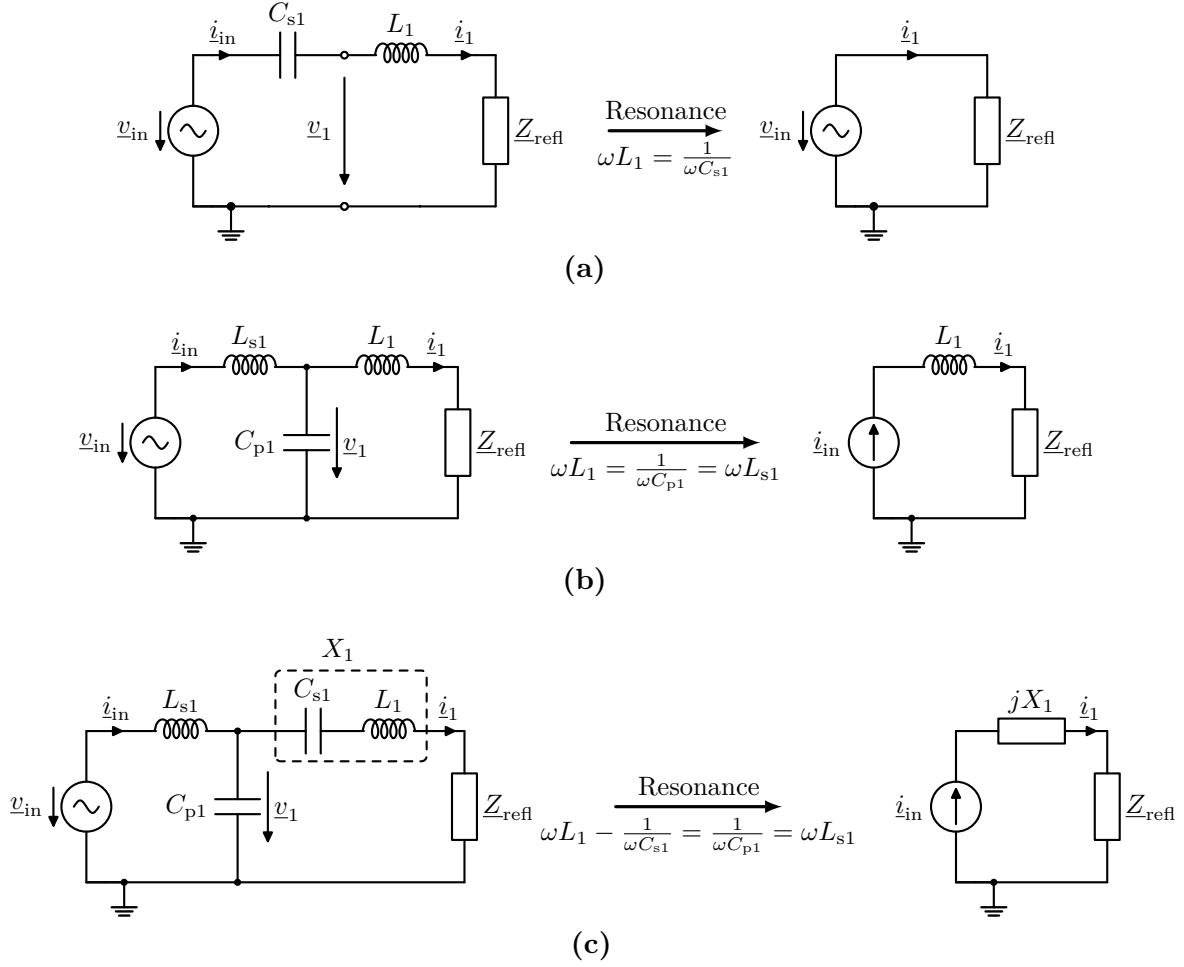 C_s1
i_in
L_1
i_1
v_in
v_1
Z_refl
Resonance
ωL_1 = 1/(ωC_s1)
i_1
v_in
Z_refl
(a)
i_in
L_s1
L_1
i_1
v_in
C_p1
v_1
Z_refl
Resonance
ωL_1 = 1/(ωC_p1) = ωL_s1
L_1
i_1
i_in
Z_refl
(b)
X_1
i_in
L_s1
C_s1
L_1
i_1
v_in
C_p1
v_1
Z_refl
Resonance
ωL_1 − 1/(ωC_s1) = 1/(ωC_p1) = ωL_s1
jX_1
i_1
i_in
Z_refl
(c)